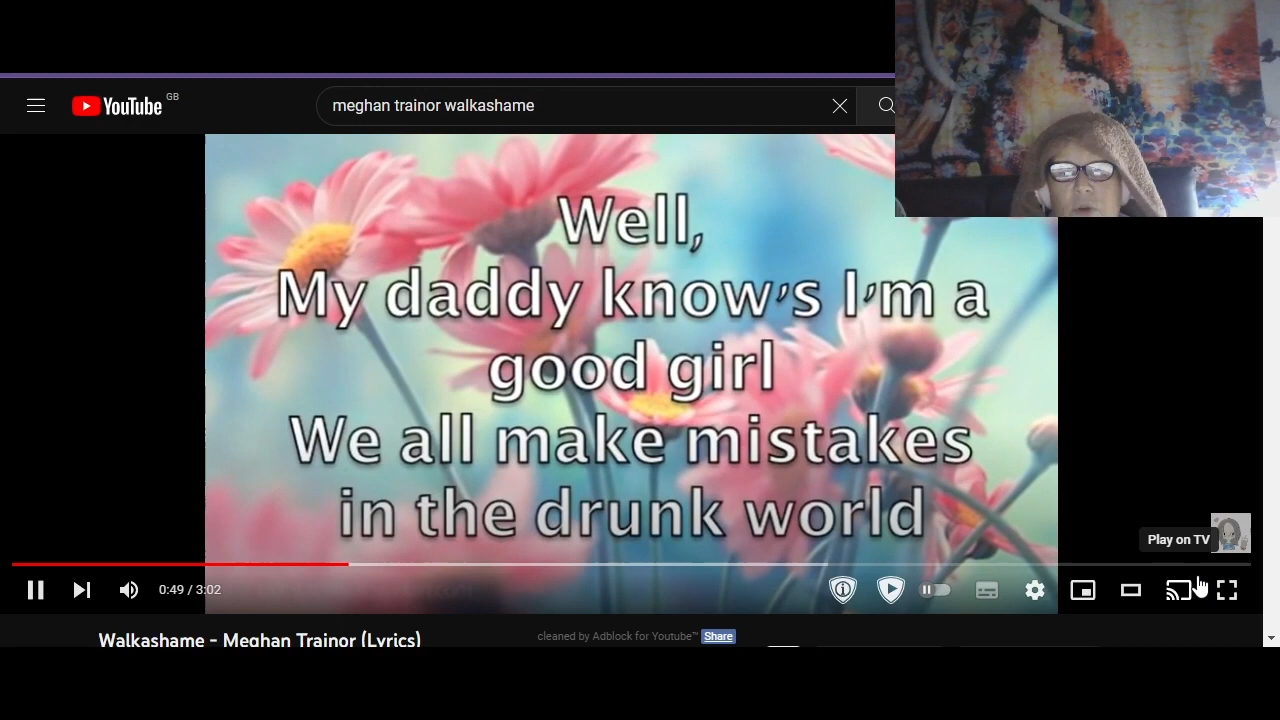 YouTube GB
meghan trainor walkashame
Well,
My daddy know's I'm a
good girl
We all make mistakes
in the drunk world
Play on TV
0:49 / 3:02
cleaned by Adblock for Youtube™ Share
Walkashame - Meghan Trainor (Lyrics)